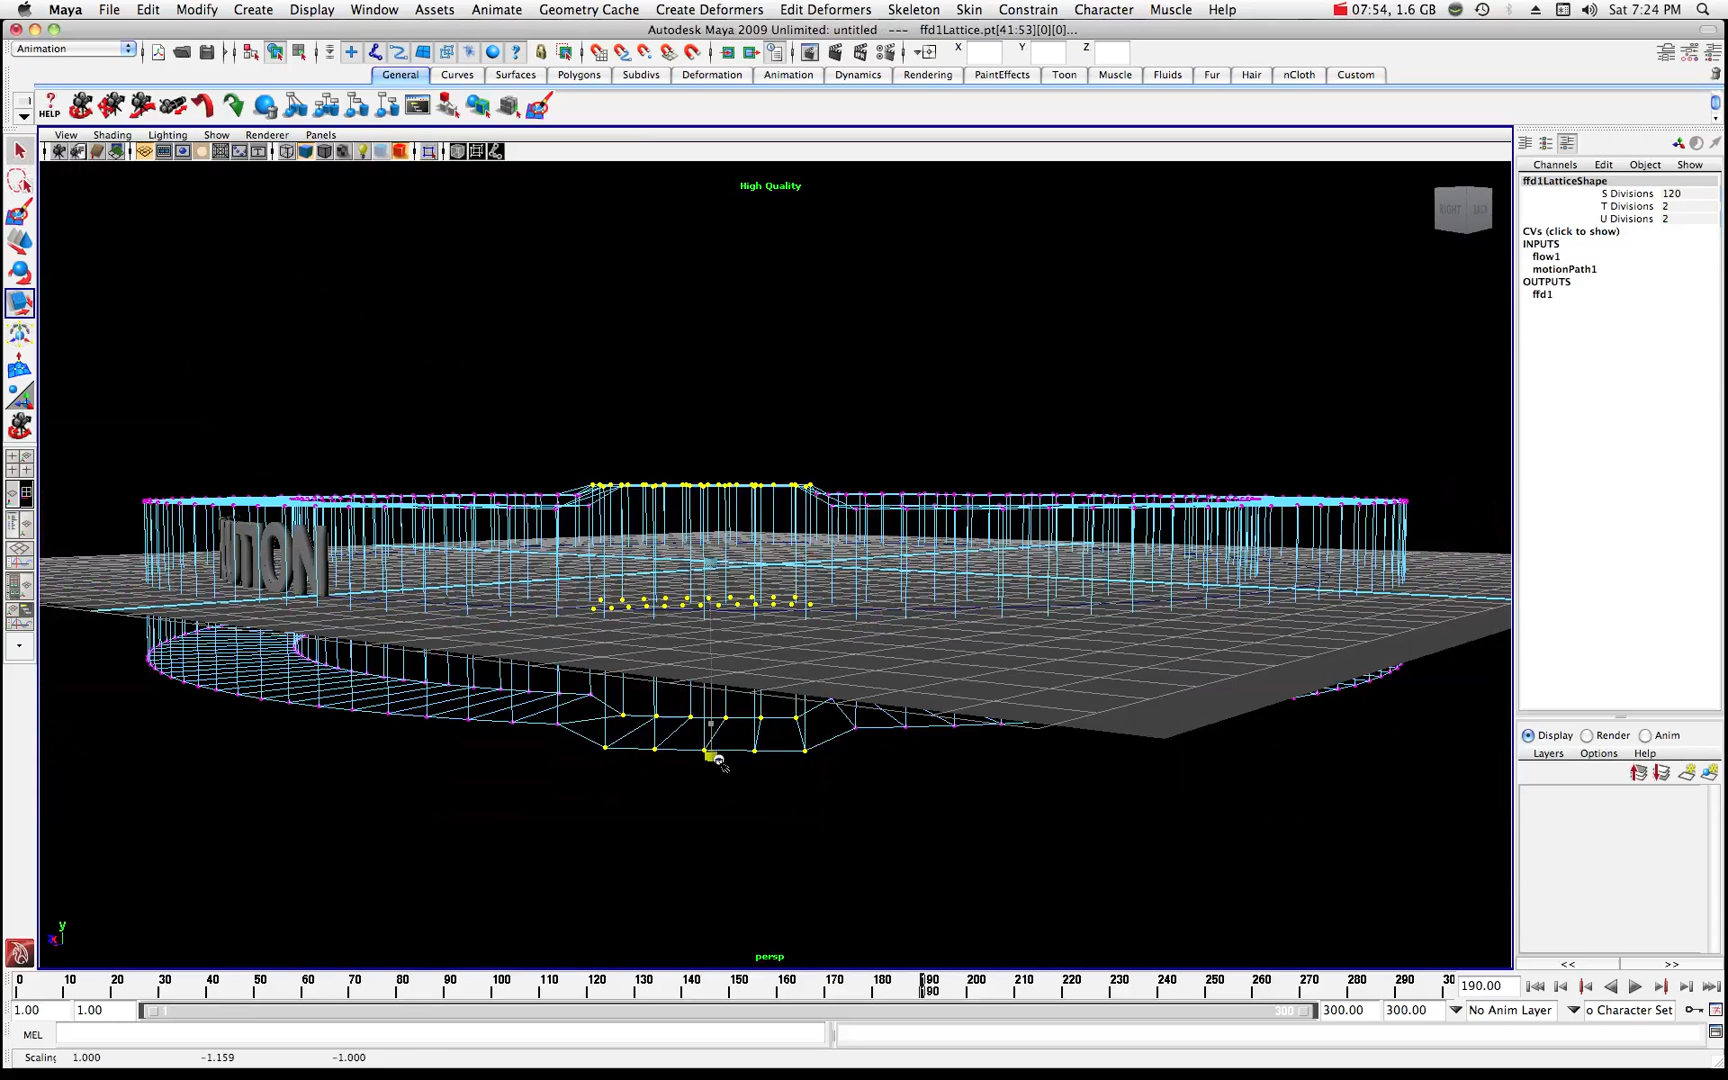 Maya File Edit Modify Create Display Window Assets Animate Geometry Cache Create Deformers Edit Deformers Skeleton Skin Constrain Character Muscle Help 07:54, 1.6 GB Sat 7:24 PM
Autodesk Maya 2009 Unlimited: untitled --- ffd1Lattice.pt[41:53][0][0]...
Animation X Y Z
General Curves Surfaces Polygons Subdivs Deformation Animation Dynamics Rendering PaintEffects Toon Muscle Fluids Fur Hair nCloth Custom
HELP
View Shading Lighting Show Renderer Panels
High Quality
RIGHT
Channels Edit Object Show
ffd1LatticeShape
S Divisions 120
T Divisions 2
U Divisions 2
CVs (click to show)
INPUTS
flow1
motionPath1
OUTPUTS
ffd1
Display Render Anim
Layers Options Help
<< >>
y
x
persp
0 10 20 30 40 50 60 70 80 90 100 110 120 130 140 150 160 170 180 190 200 210 220 230 240 250 260 270 280 290 30 190.00
90
1.00 1.00 1 300 300.00 300.00 No Anim Layer o Character Set
MEL
Scaling 1.000 -1.159 -1.000